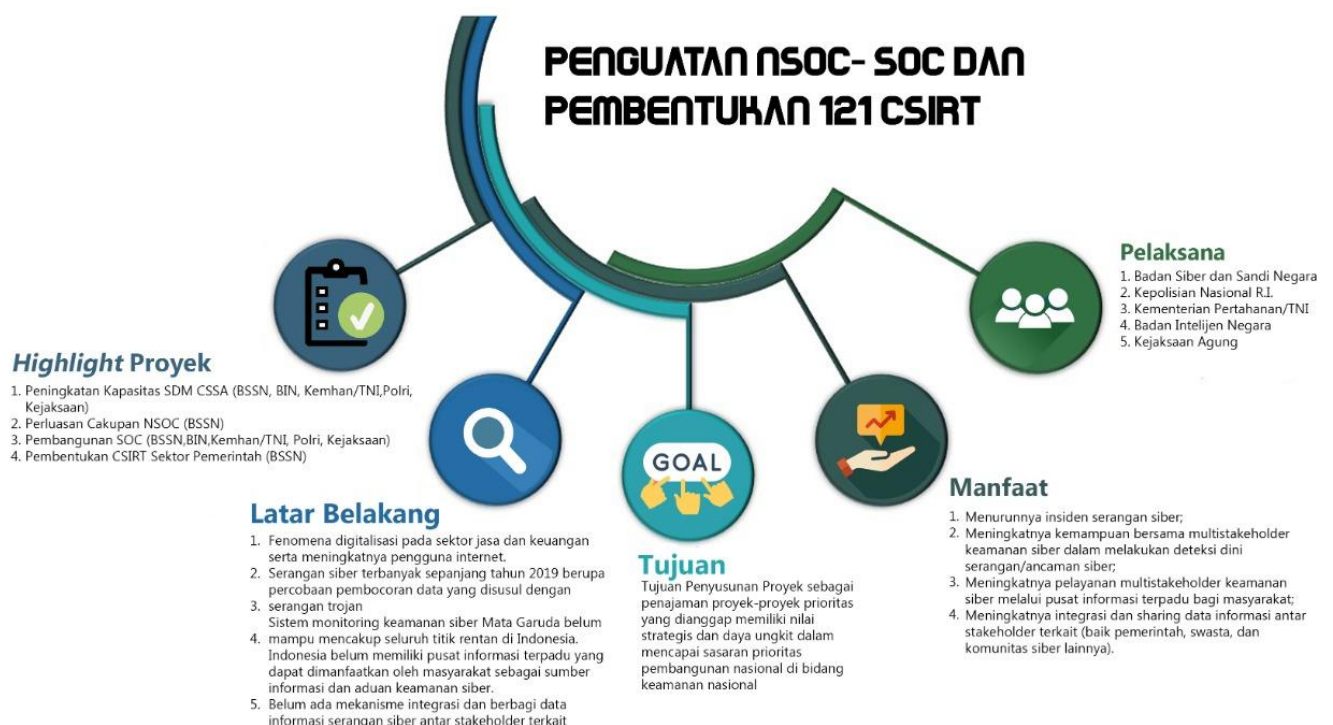 PENGUATAN NSOC- SOC DAN
PEMBENTUKAN 121 CSIRT
Highlight Proyek
1. Peningkatan Kapasitas SDM CSSA (BSSN, BIN, Kemhan/TNI,Polri,
Kejaksaan)
2. Perluasan Cakupan NSOC (BSSN)
3. Pembangunan SOC (BSSN,BIN,Kemhan/TNI, Polri, Kejaksaan)
4. Pembentukan CSIRT Sektor Pemerintah (BSSN)
Latar Belakang
1. Fenomena digitalisasi pada sektor jasa dan keuangan
serta meningkatnya pengguna internet.
2. Serangan siber terbanyak sepanjang tahun 2019 berupa
percobaan pembocoran data yang disusul dengan
3. serangan trojan
Sistem monitoring keamanan siber Mata Garuda belum
4. mampu mencakup seluruh titik rentan di Indonesia.
Indonesia belum memiliki pusat informasi terpadu yang
dapat dimanfaatkan oleh masyarakat sebagai sumber
informasi dan aduan keamanan siber.
5. Belum ada mekanisme integrasi dan berbagi data
informasi serangan siber antar stakeholder terkait
GOAL
Tujuan
Tujuan Penyusunan Proyek sebagai
penajaman proyek-proyek prioritas
yang dianggap memiliki nilai
strategis dan daya ungkit dalam
mencapai sasaran prioritas
pembangunan nasional di bidang
keamanan nasional
Manfaat
1. Menurunnya insiden serangan siber;
2. Meningkatnya kemampuan bersama multistakeholder
keamanan siber dalam melakukan deteksi dini
serangan/ancaman siber;
3. Meningkatnya pelayanan multistakeholder keamanan
siber melalui pusat informasi terpadu bagi masyarakat;
4. Meningkatnya integrasi dan sharing data informasi antar
stakeholder terkait (baik pemerintah, swasta, dan
komunitas siber lainnya).
Pelaksana
1. Badan Siber dan Sandi Negara
2. Kepolisian Nasional R.I.
3. Kementerian Pertahanan/TNI
4. Badan Intelijen Negara
5. Kejaksaan Agung